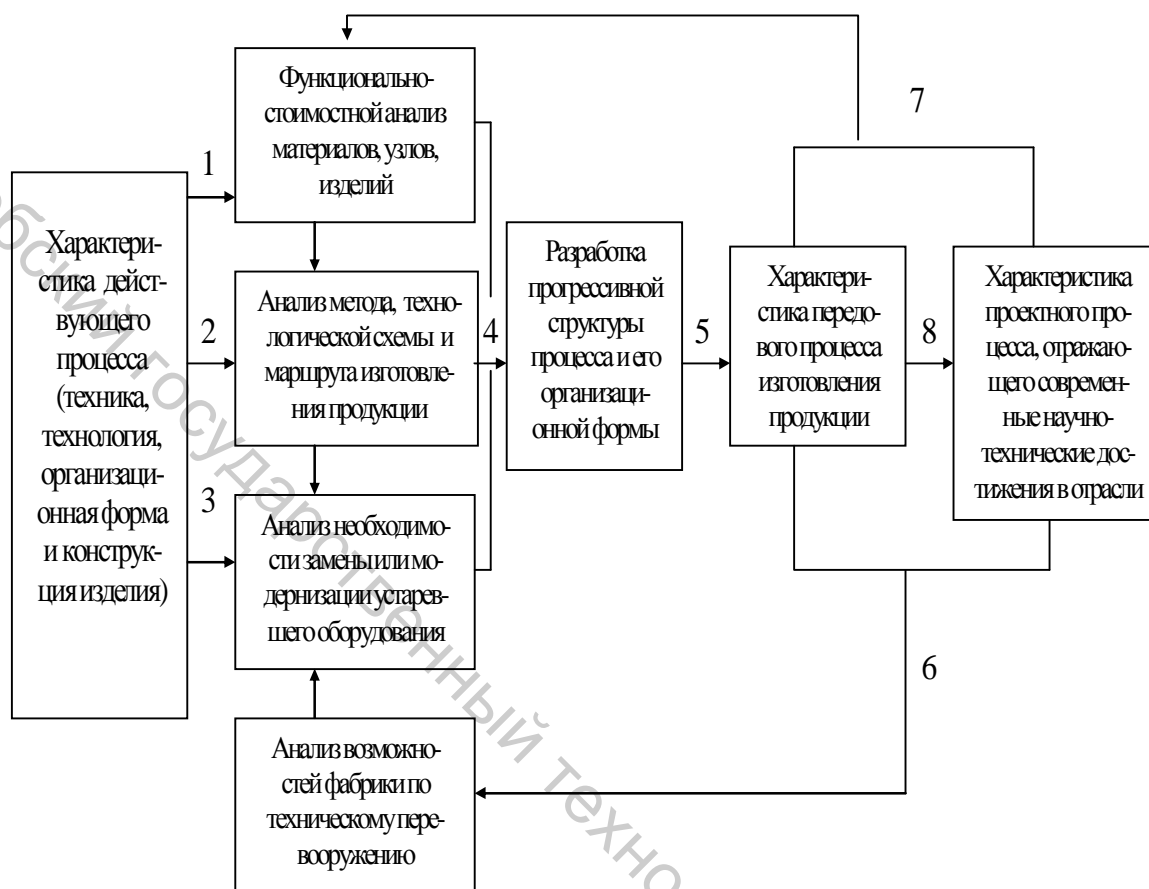 Функционально-
стоимостной анализ
материалов, узлов,
изделий
7
1
Характери-
стика дейст-
вующего
процесса
(техника,
технология,
организаци-
онная форма
и конструк-
ция изделия)
2
Анализ метода, техно-
логической схемы и
маршрута изготовле-
ния продукции
4
Разработка
прогрессивной
структуры
процесса и его
организаци-
онной формы
5
Характери-
стика передо-
вого процесса
изготовления
продукции
8
Характеристика
проектного про-
цесса, отражаю-
щего современ-
ные научно-
технические дос-
тижения в отрасли
3
Анализ необходимо-
сти замены или мо-
дернизации устарев-
шего оборудования
6
Анализ возможно-
стей фабрики по
техническому пере-
вооружению
государственный